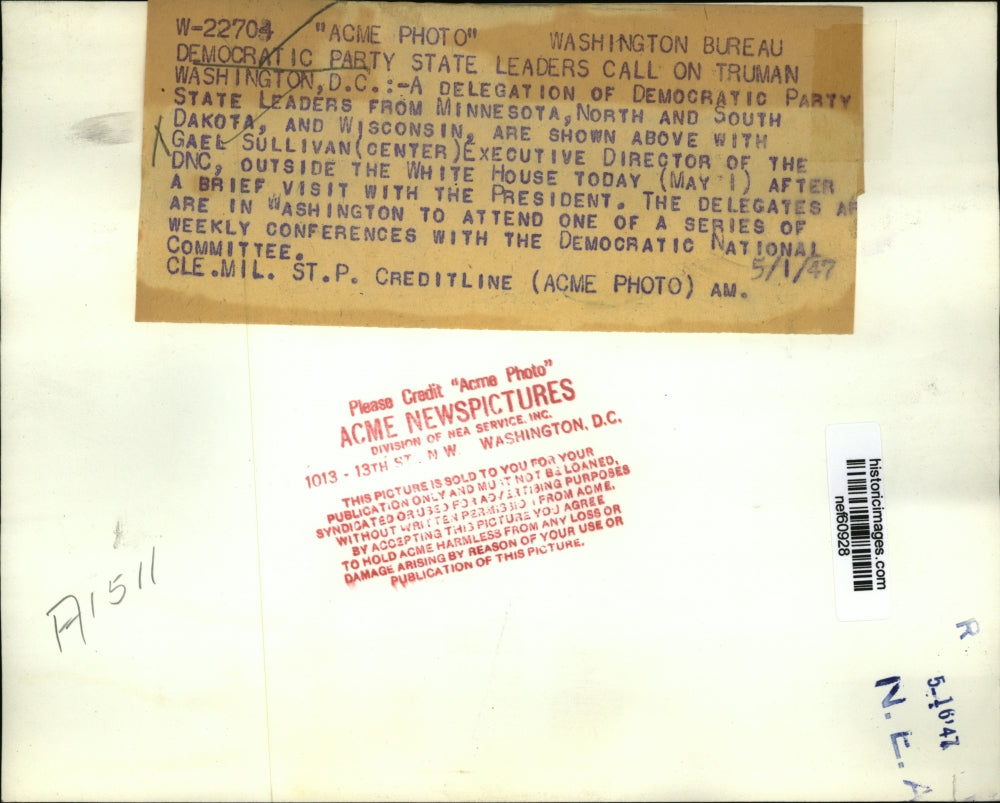 W-22704 "ACME PHOTO" WASHINGTON BUREAU
DEMOCRATIC PARTY STATE LEADERS CALL ON TRUMAN
WASHINGTON, D.C.:-A DELEGATION OF DEMOCRATIC PARTY
STATE LEADERS FROM MINNESOTA, NORTH AND SOUTH
DAKOTA, AND WISCONSIN, ARE SHOWN ABOVE WITH
GAEL SULLIVAN(CENTER)EXECUTIVE DIRECTOR OF THE
DNC, OUTSIDE THE WHITE HOUSE TODAY (MAY 1) AFTER
A BRIEF VISIT WITH THE PRESIDENT. THE DELEGATES
ARE IN WASHINGTON TO ATTEND ONE OF A SERIES OF
WEEKLY CONFERENCES WITH THE DEMOCRATIC NATIONAL
COMMITTEE.
5/1/47
CLE.MIL. ST.P. CREDITLINE (ACME PHOTO) AM.
Please Credit "Acme Photo"
ACME NEWSPICTURES
DIVISION OF NEA SERVICE, INC.
1013 - 13TH ST. N W. WASHINGTON, D.C.
THIS PICTURE IS SOLD TO YOU FOR YOUR
PUBLICATION ONLY AND MUST NOT BE LOANED,
SYNDICATED OR USED FOR ADVERTISING PURPOSES
WITHOUT WRITTEN PERMISSION FROM ACME.
BY ACCEPTING THIS PICTURE YOU AGREE
TO HOLD ACME HARMLESS FROM ANY LOSS OR
DAMAGE ARISING BY REASON OF YOUR USE OR
PUBLICATION OF THIS PICTURE.
historicimages.com
nef60928
A1511
R
5-16'47
N.E.A